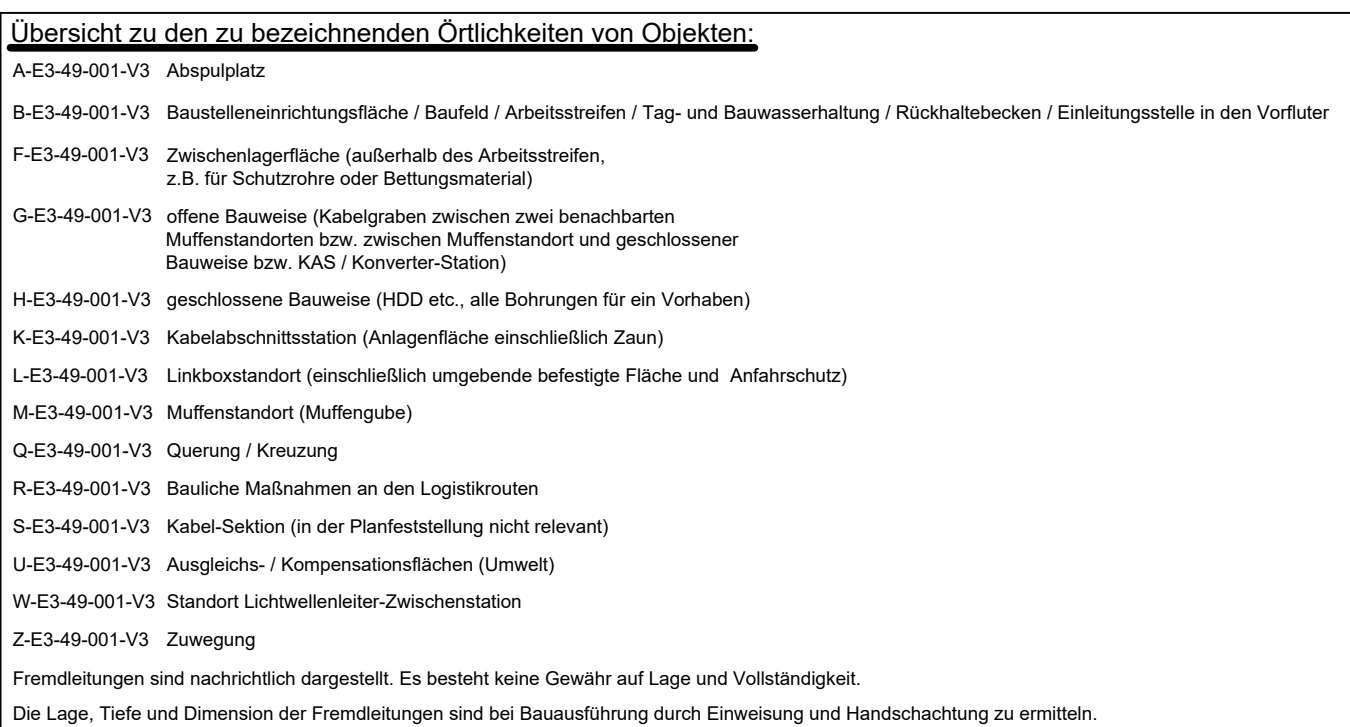 Übersicht zu den zu bezeichnenden Örtlichkeiten von Objekten:
A-E3-49-001-V3 Abspulplatz
B-E3-49-001-V3 Baustelleneinrichtungsfläche / Baufeld / Arbeitsstreifen / Tag- und Bauwasserhaltung / Rückhaltebecken / Einleitungsstelle in den Vorfluter
F-E3-49-001-V3 Zwischenlagerfläche (außerhalb des Arbeitsstreifen,
z.B. für Schutzrohre oder Bettungsmaterial)
G-E3-49-001-V3 offene Bauweise (Kabelgraben zwischen zwei benachbarten
Muffenstandorten bzw. zwischen Muffenstandort und geschlossener
Bauweise bzw. KAS / Konverter-Station)
H-E3-49-001-V3 geschlossene Bauweise (HDD etc., alle Bohrungen für ein Vorhaben)
K-E3-49-001-V3 Kabelabschnittsstation (Anlagenfläche einschließlich Zaun)
L-E3-49-001-V3 Linkboxstandort (einschließlich umgebende befestigte Fläche und Anfahrschutz)
M-E3-49-001-V3 Muffenstandort (Muffengube)
Q-E3-49-001-V3 Querung / Kreuzung
R-E3-49-001-V3 Bauliche Maßnahmen an den Logistikrouten
S-E3-49-001-V3 Kabel-Sektion (in der Planfeststellung nicht relevant)
U-E3-49-001-V3 Ausgleichs- / Kompensationsflächen (Umwelt)
W-E3-49-001-V3 Standort Lichtwellenleiter-Zwischenstation
Z-E3-49-001-V3 Zuwegung
Fremdleitungen sind nachrichtlich dargestellt. Es besteht keine Gewähr auf Lage und Vollständigkeit.
Die Lage, Tiefe und Dimension der Fremdleitungen sind bei Bauausführung durch Einweisung und Handschachtung zu ermitteln.